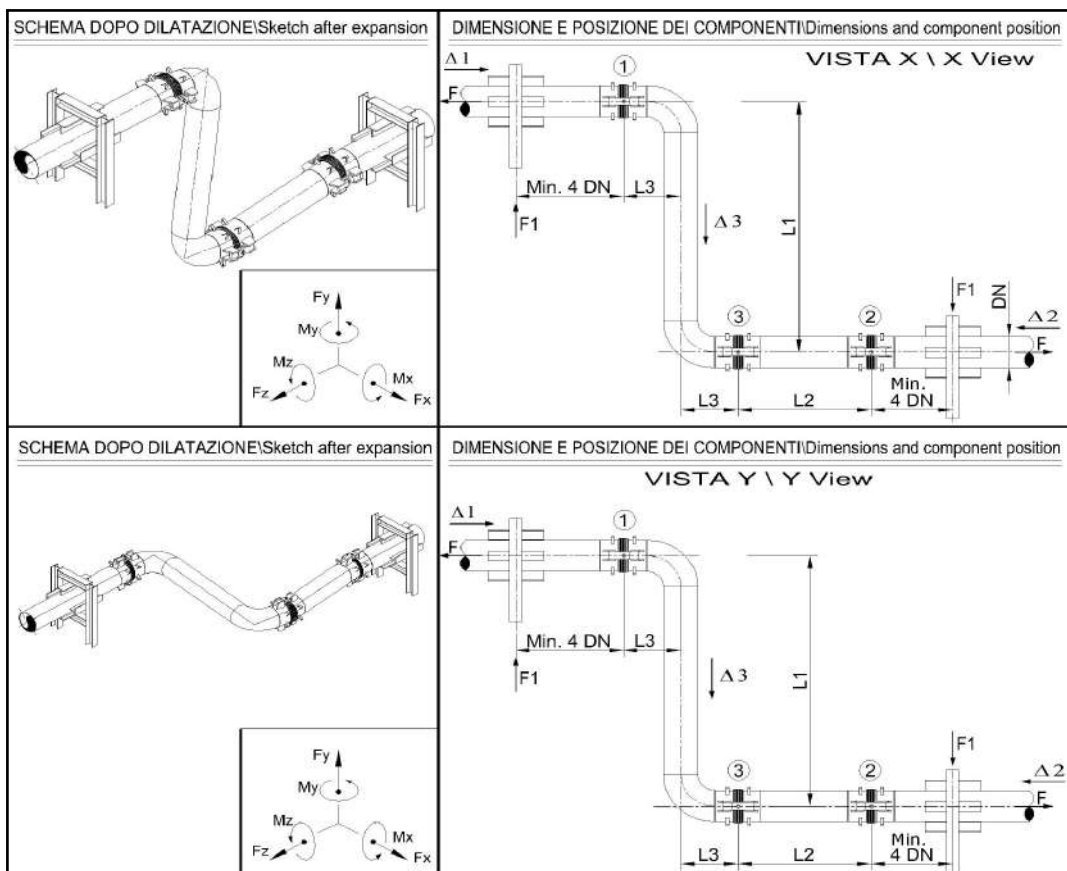 SCHEMA DOPO DILATAZIONE\Sketch after expansion
Fy
My
Mz
Mx
Fz
Fx
DIMENSIONE E POSIZIONE DEI COMPONENTI\Dimensions and component position
VISTA X \ X View
Δ1
1
F
Min. 4 DN
L3
F1
Δ3
L1
F1
DN
3
2
Δ2
F
Min.
L3
L2
4 DN
SCHEMA DOPO DILATAZIONE\Sketch after expansion
Fy
My
Mz
Mx
Fz
Fx
DIMENSIONE E POSIZIONE DEI COMPONENTI\Dimensions and component position
VISTA Y \ Y View
Δ1
1
F
Min. 4 DN
L3
F1
Δ3
L1
F1
3
2
Δ2
F
Min.
L3
L2
4 DN